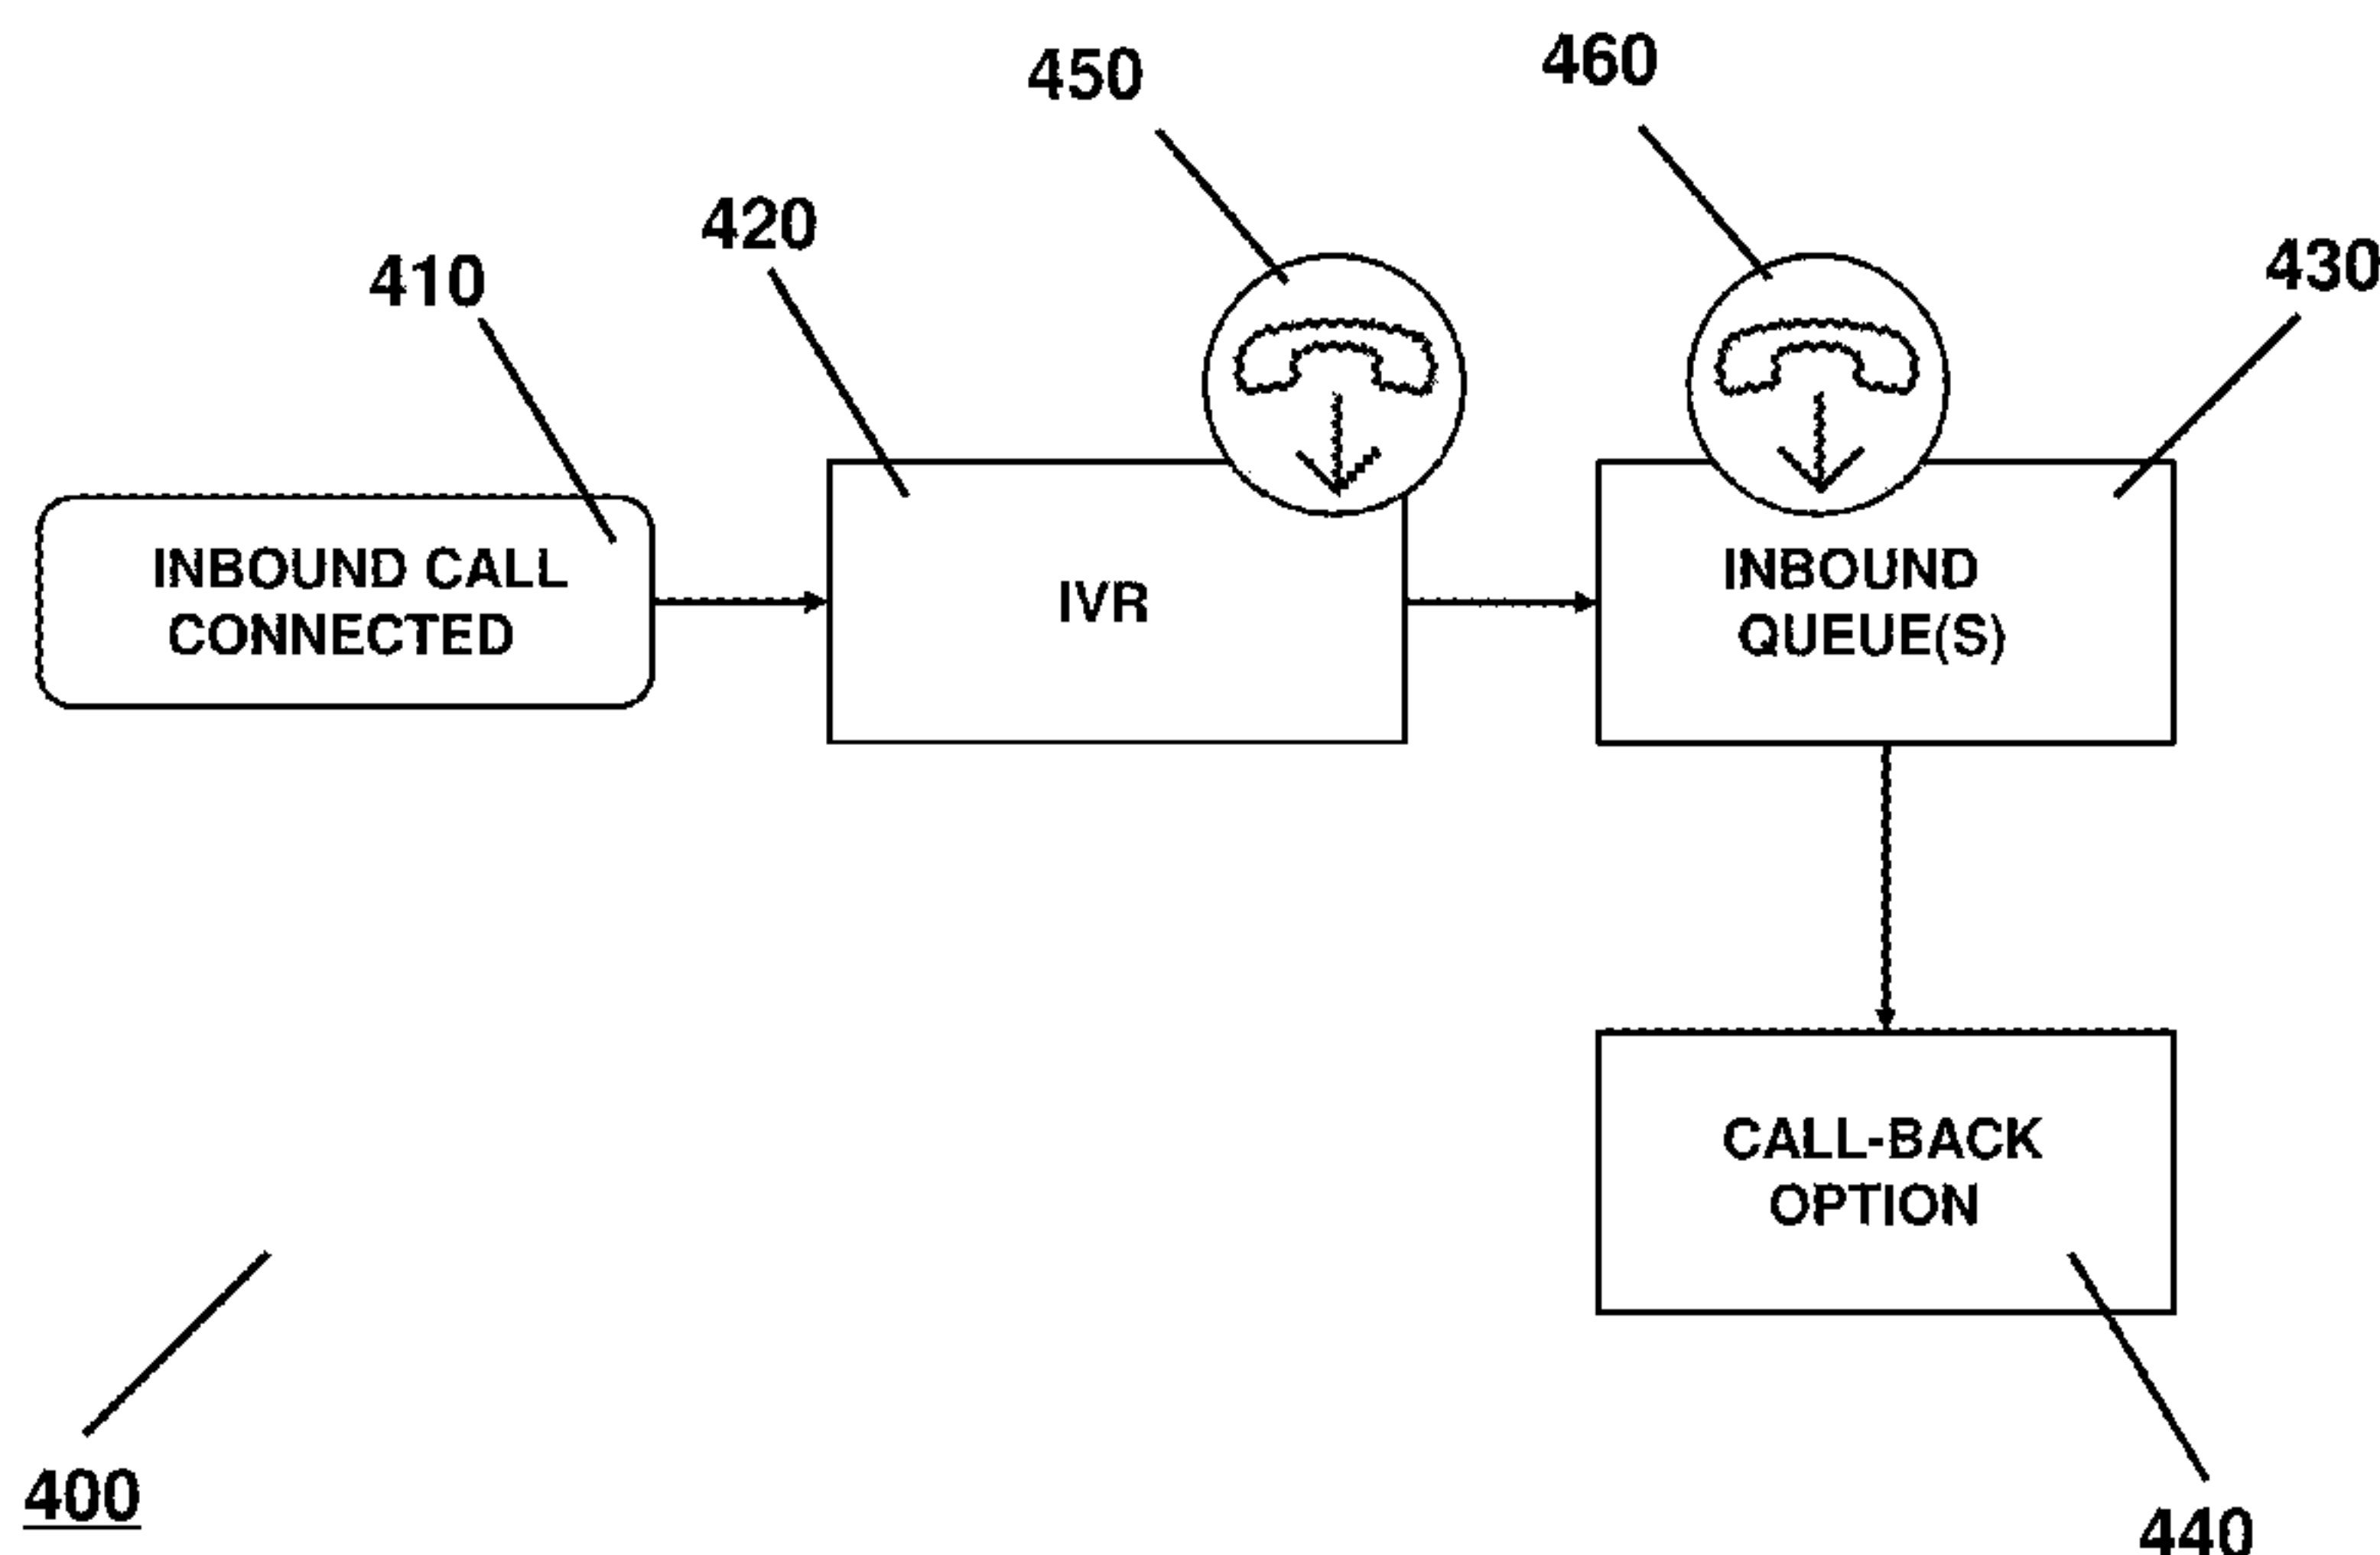 450
460
420
410
430
INBOUND CALL
CONNECTED
IVR
INBOUND
QUEUE(S)
CALL-BACK
OPTION
400
440